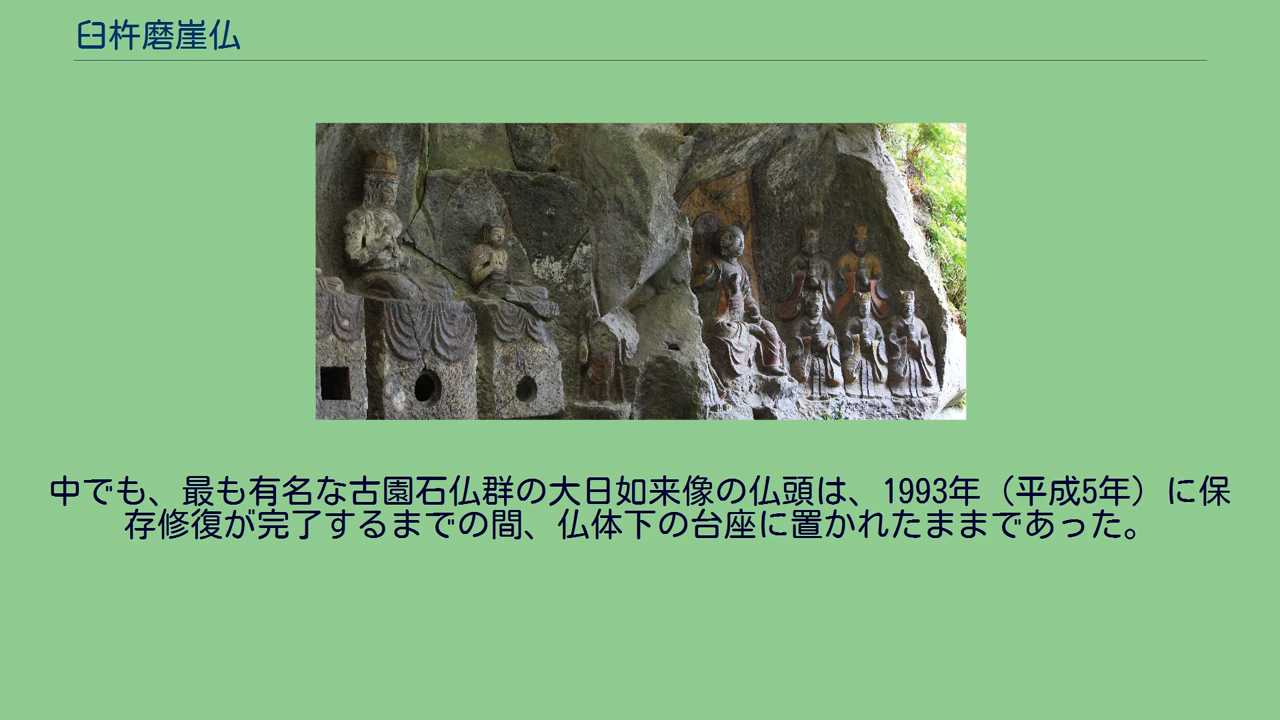 臼杵磨崖仏
中でも、最も有名な古園石仏群の大日如来像の仏頭は、1993年（平成5年）に保
存修復が完了するまでの間、仏体下の台座に置かれたままであった。